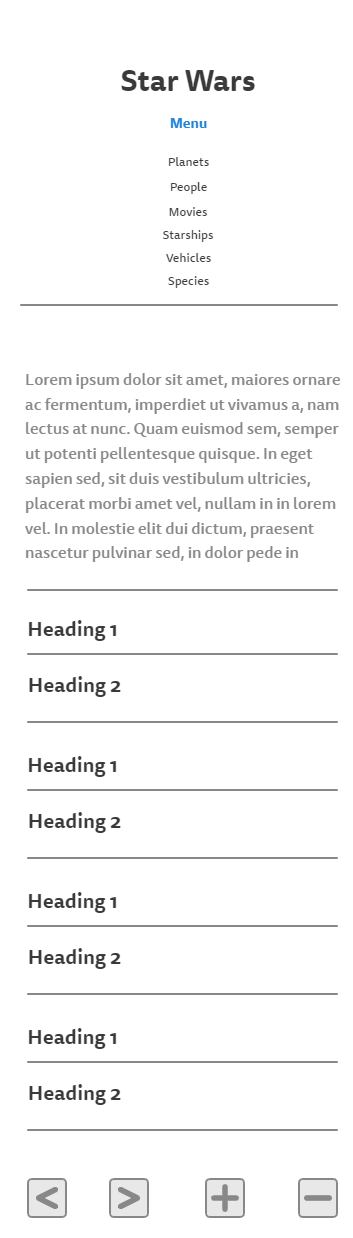 Star Wars
Menu
Planets
People
Movies
Starships
Vehicles
Species
Lorem ipsum dolor sit amet, maiores ornare
ac fermentum, imperdiet ut vivamus a, nam
lectus at nunc. Quam euismod sem, semper
ut potenti pellentesque quisque. In eget
sapien sed, sit duis vestibulum ultricies,
placerat morbi amet vel, nullam in in lorem
vel. In molestie elit dui dictum, praesent
nascetur pulvinar sed, in dolor pede in
Heading 1
Heading 2
Heading 1
Heading 2
Heading 1
Heading 2
Heading 1
Heading 2
< > + −